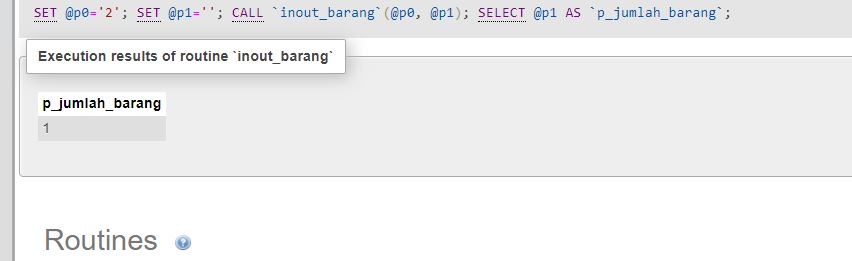 SET @p0='2'; SET @p1=''; CALL `inout_barang`(@p0, @p1); SELECT @p1 AS `p_jumlah_barang`;
Execution results of routine `inout_barang`
p_jumlah_barang
1
Routines